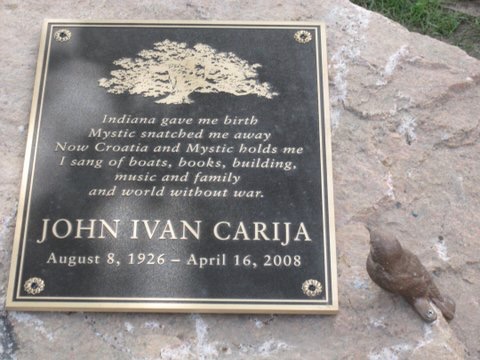 Indiana gave me birth
Mystic snatched me away
Now Croatia and Mystic holds me
I sang of boats, books, building,
music and family
and world without war.
JOHN IVAN CARIJA
August 8, 1926 – April 16, 2008